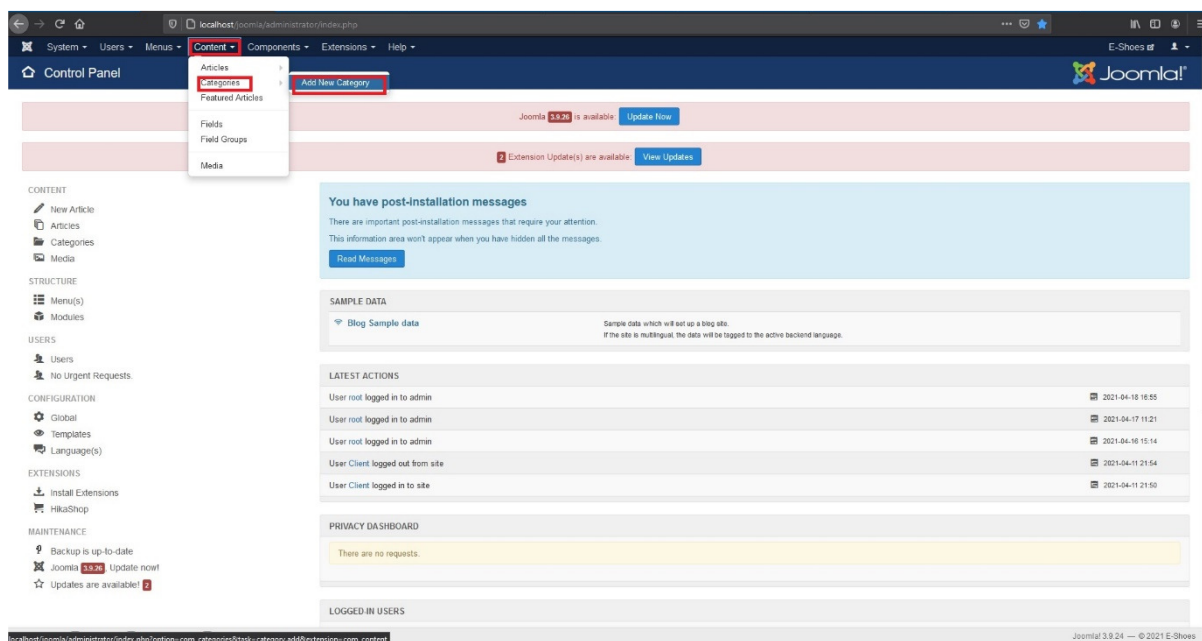 localhost/joomla/administrator/index.php
System Users Menus Content Components Extensions Help E-Shoes
Control Panel Joomla!®
Articles
Categories Add New Category
Featured Articles
Fields
Field Groups
Media
Joomla 3.9.26 is available: Update Now
2 Extension Update(s) are available: View Updates
CONTENT
New Article
Articles
Categories
Media
STRUCTURE
Menu(s)
Modules
USERS
Users
No Urgent Requests.
CONFIGURATION
Global
Templates
Language(s)
EXTENSIONS
Install Extensions
HikaShop
MAINTENANCE
Backup is up-to-date
Joomla 3.9.26, Update now!
Updates are available! 2
You have post-installation messages
There are important post-installation messages that require your attention.
This information area won't appear when you have hidden all the messages.
Read Messages
SAMPLE DATA
Blog Sample data
Sample data which will set up a blog site.
If the site is multilingual, the data will be tagged to the active backend language.
LATEST ACTIONS
User root logged in to admin 2021-04-18 16:55
User root logged in to admin 2021-04-17 11:21
User root logged in to admin 2021-04-16 15:14
User Client logged out from site 2021-04-11 21:54
User Client logged in to site 2021-04-11 21:50
PRIVACY DASHBOARD
There are no requests.
LOGGED-IN USERS
localhost/joomla/administrator/index.php?option=com_categories&task=category.add&extension=com_content
Joomla! 3.9.24 — © 2021 E-Shoes